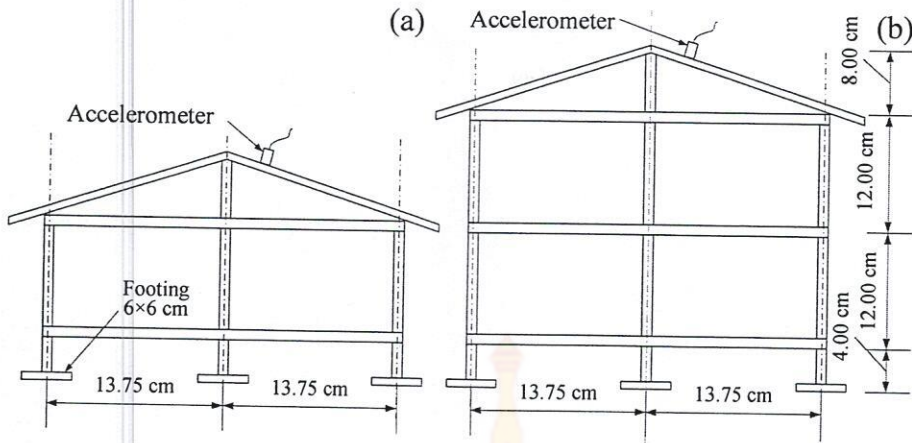 (a)
Accelerometer
Footing
6×6 cm
13.75 cm
13.75 cm
(b)
Accelerometer
8.00 cm
12.00 cm
12.00 cm
4.00 cm
13.75 cm
13.75 cm